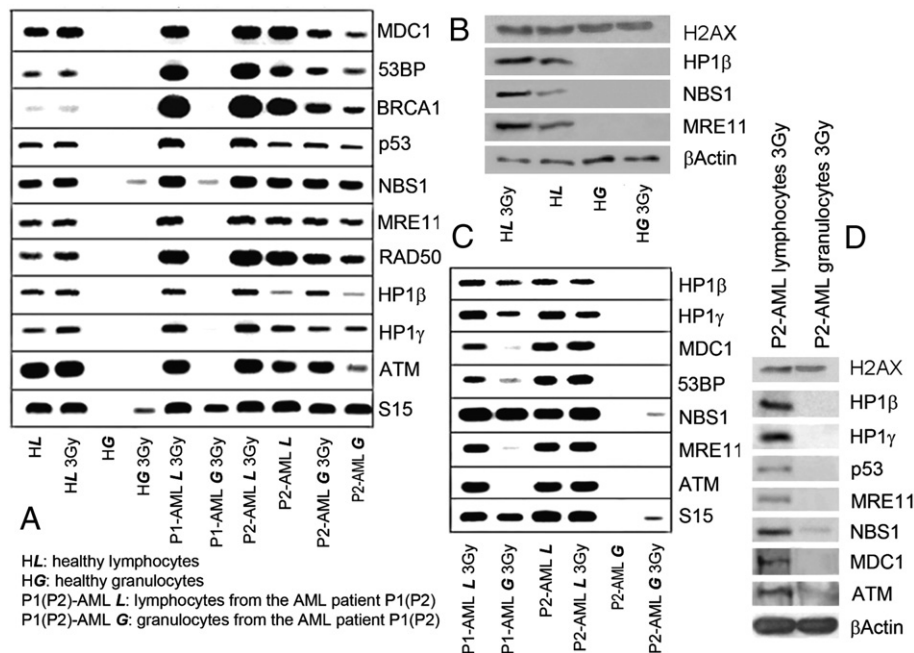 MDC1
53BP
BRCA1
p53
NBS1
MRE11
RAD50
HP1β
HP1γ
ATM
S15
HL
HL 3Gy
HG
HG 3Gy
P1-AML L 3Gy
P1-AML G 3Gy
P2-AML L 3Gy
P2-AML L
P2-AML G 3Gy
P2-AML G
A
HL: healthy lymphocytes
HG: healthy granulocytes
P1(P2)-AML L: lymphocytes from the AML patient P1(P2)
P1(P2)-AML G: granulocytes from the AML patient P1(P2)
B
H2AX
HP1β
NBS1
MRE11
βActin
HL 3Gy
HL
HG
HG 3Gy
C
HP1β
HP1γ
MDC1
53BP
NBS1
MRE11
ATM
S15
P1-AML L 3Gy
P1-AML G 3Gy
P2-AML L
P2-AML L 3Gy
P2-AML G
P2-AML G 3Gy
D
P2-AML lymphocytes 3Gy
P2-AML granulocytes 3Gy
H2AX
HP1β
HP1γ
p53
MRE11
NBS1
MDC1
ATM
βActin